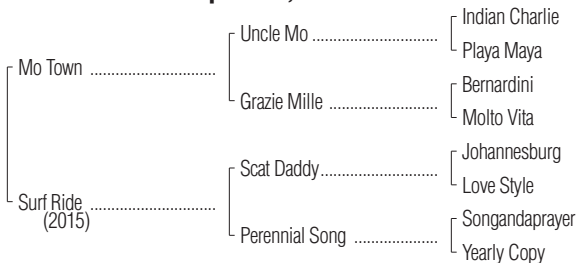 Indian Charlie
Uncle Mo ................................
Playa Maya
Mo Town ................................
Bernardini
Grazie Mille ............................
Molto Vita
Johannesburg
Scat Daddy..............................
Love Style
Surf Ride ................................
(2015)
Songandaprayer
Perennial Song .....................
Yearly Copy